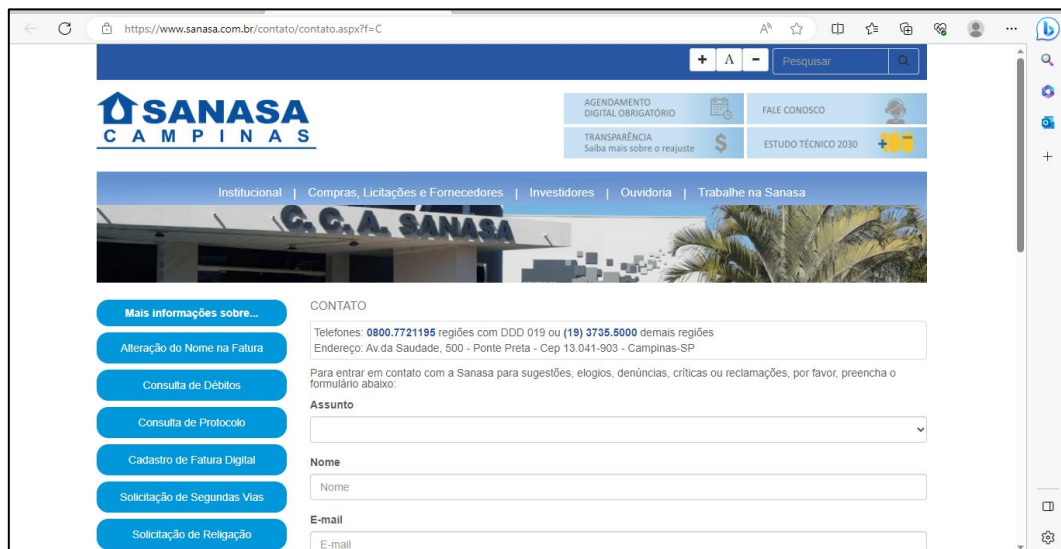 https://www.sanasa.com.br/contato/contato.aspx?f=C
+ A - Pesquisar
SANASA
CAMPINAS
AGENDAMENTO
DIGITAL OBRIGATÓRIO
FALE CONOSCO
TRANSPARÊNCIA
Saiba mais sobre o reajuste
ESTUDO TÉCNICO 2030
Institucional | Compras, Licitações e Fornecedores | Investidores | Ouvidoria | Trabalhe na Sanasa
C.C.A. SANASA
Mais informações sobre...
Alteração do Nome na Fatura
Consulta de Débitos
Consulta de Protocolo
Cadastro de Fatura Digital
Solicitação de Segundas Vias
Solicitação de Religação
CONTATO
Telefones: 0800.7721195 regiões com DDD 019 ou (19) 3735.5000 demais regiões
Endereço: Av.da Saudade, 500 - Ponte Preta - Cep 13.041-903 - Campinas-SP
Para entrar em contato com a Sanasa para sugestões, elogios, denúncias, críticas ou reclamações, por favor, preencha o
formulário abaixo:
Assunto
Nome
Nome
E-mail
E-mail